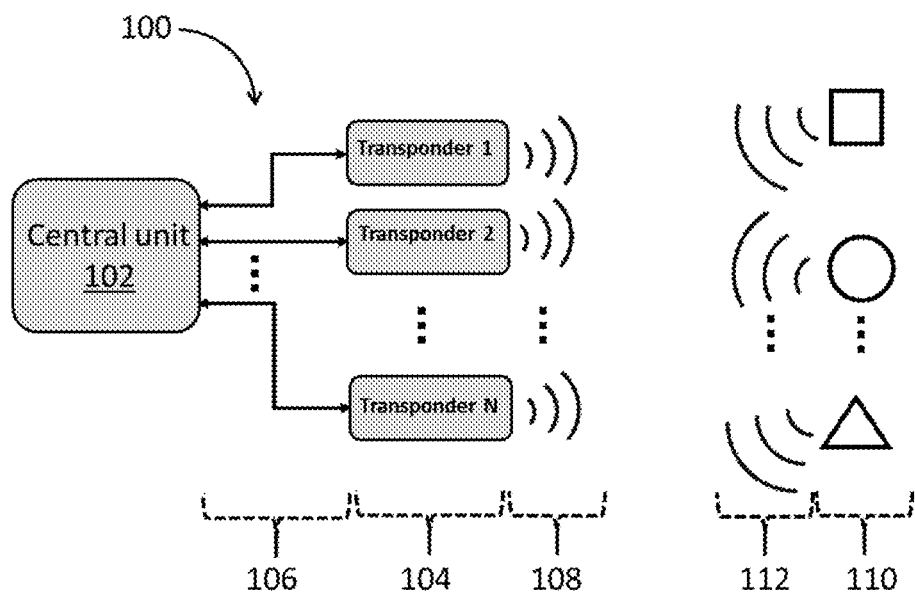 100
Transponder 1
Central unit
102
Transponder 2
Transponder N
106
104
108
112
110